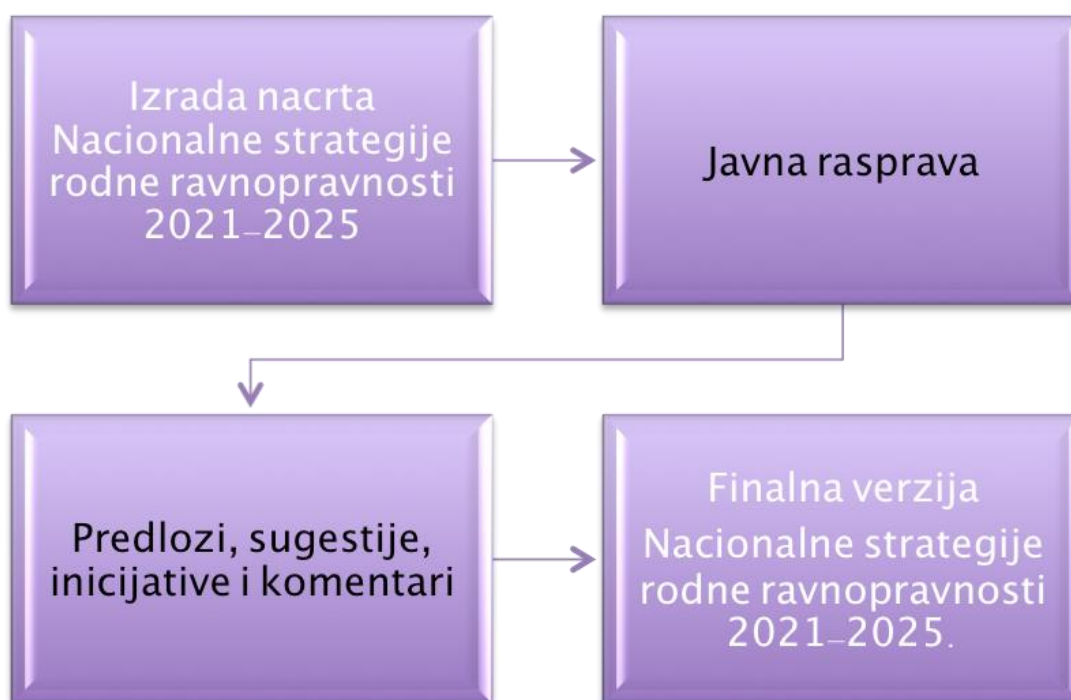 Izrada nacrta
Nacionalne strategije
rodne ravnopravnosti
2021–2025
Javna rasprava
Predlozi, sugestije,
inicijative i komentari
Finalna verzija
Nacionalne strategije
rodne ravnopravnosti
2021–2025.